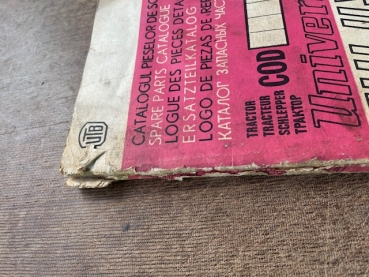 UTB
CATALOGUL PIESELOR DE SC
SPARE PARTS CATALOGUE
LOGUE DES PIÈCES DETA
ERSATZTEILKATALOG
LOGO DE PIEZAS DE RE
КАТАЛОГ ЗАПАСНЫХ ЧАС
TRACTOR
TRACTEUR
SCHLEPPER
ТРАКТОР
COD
Univer